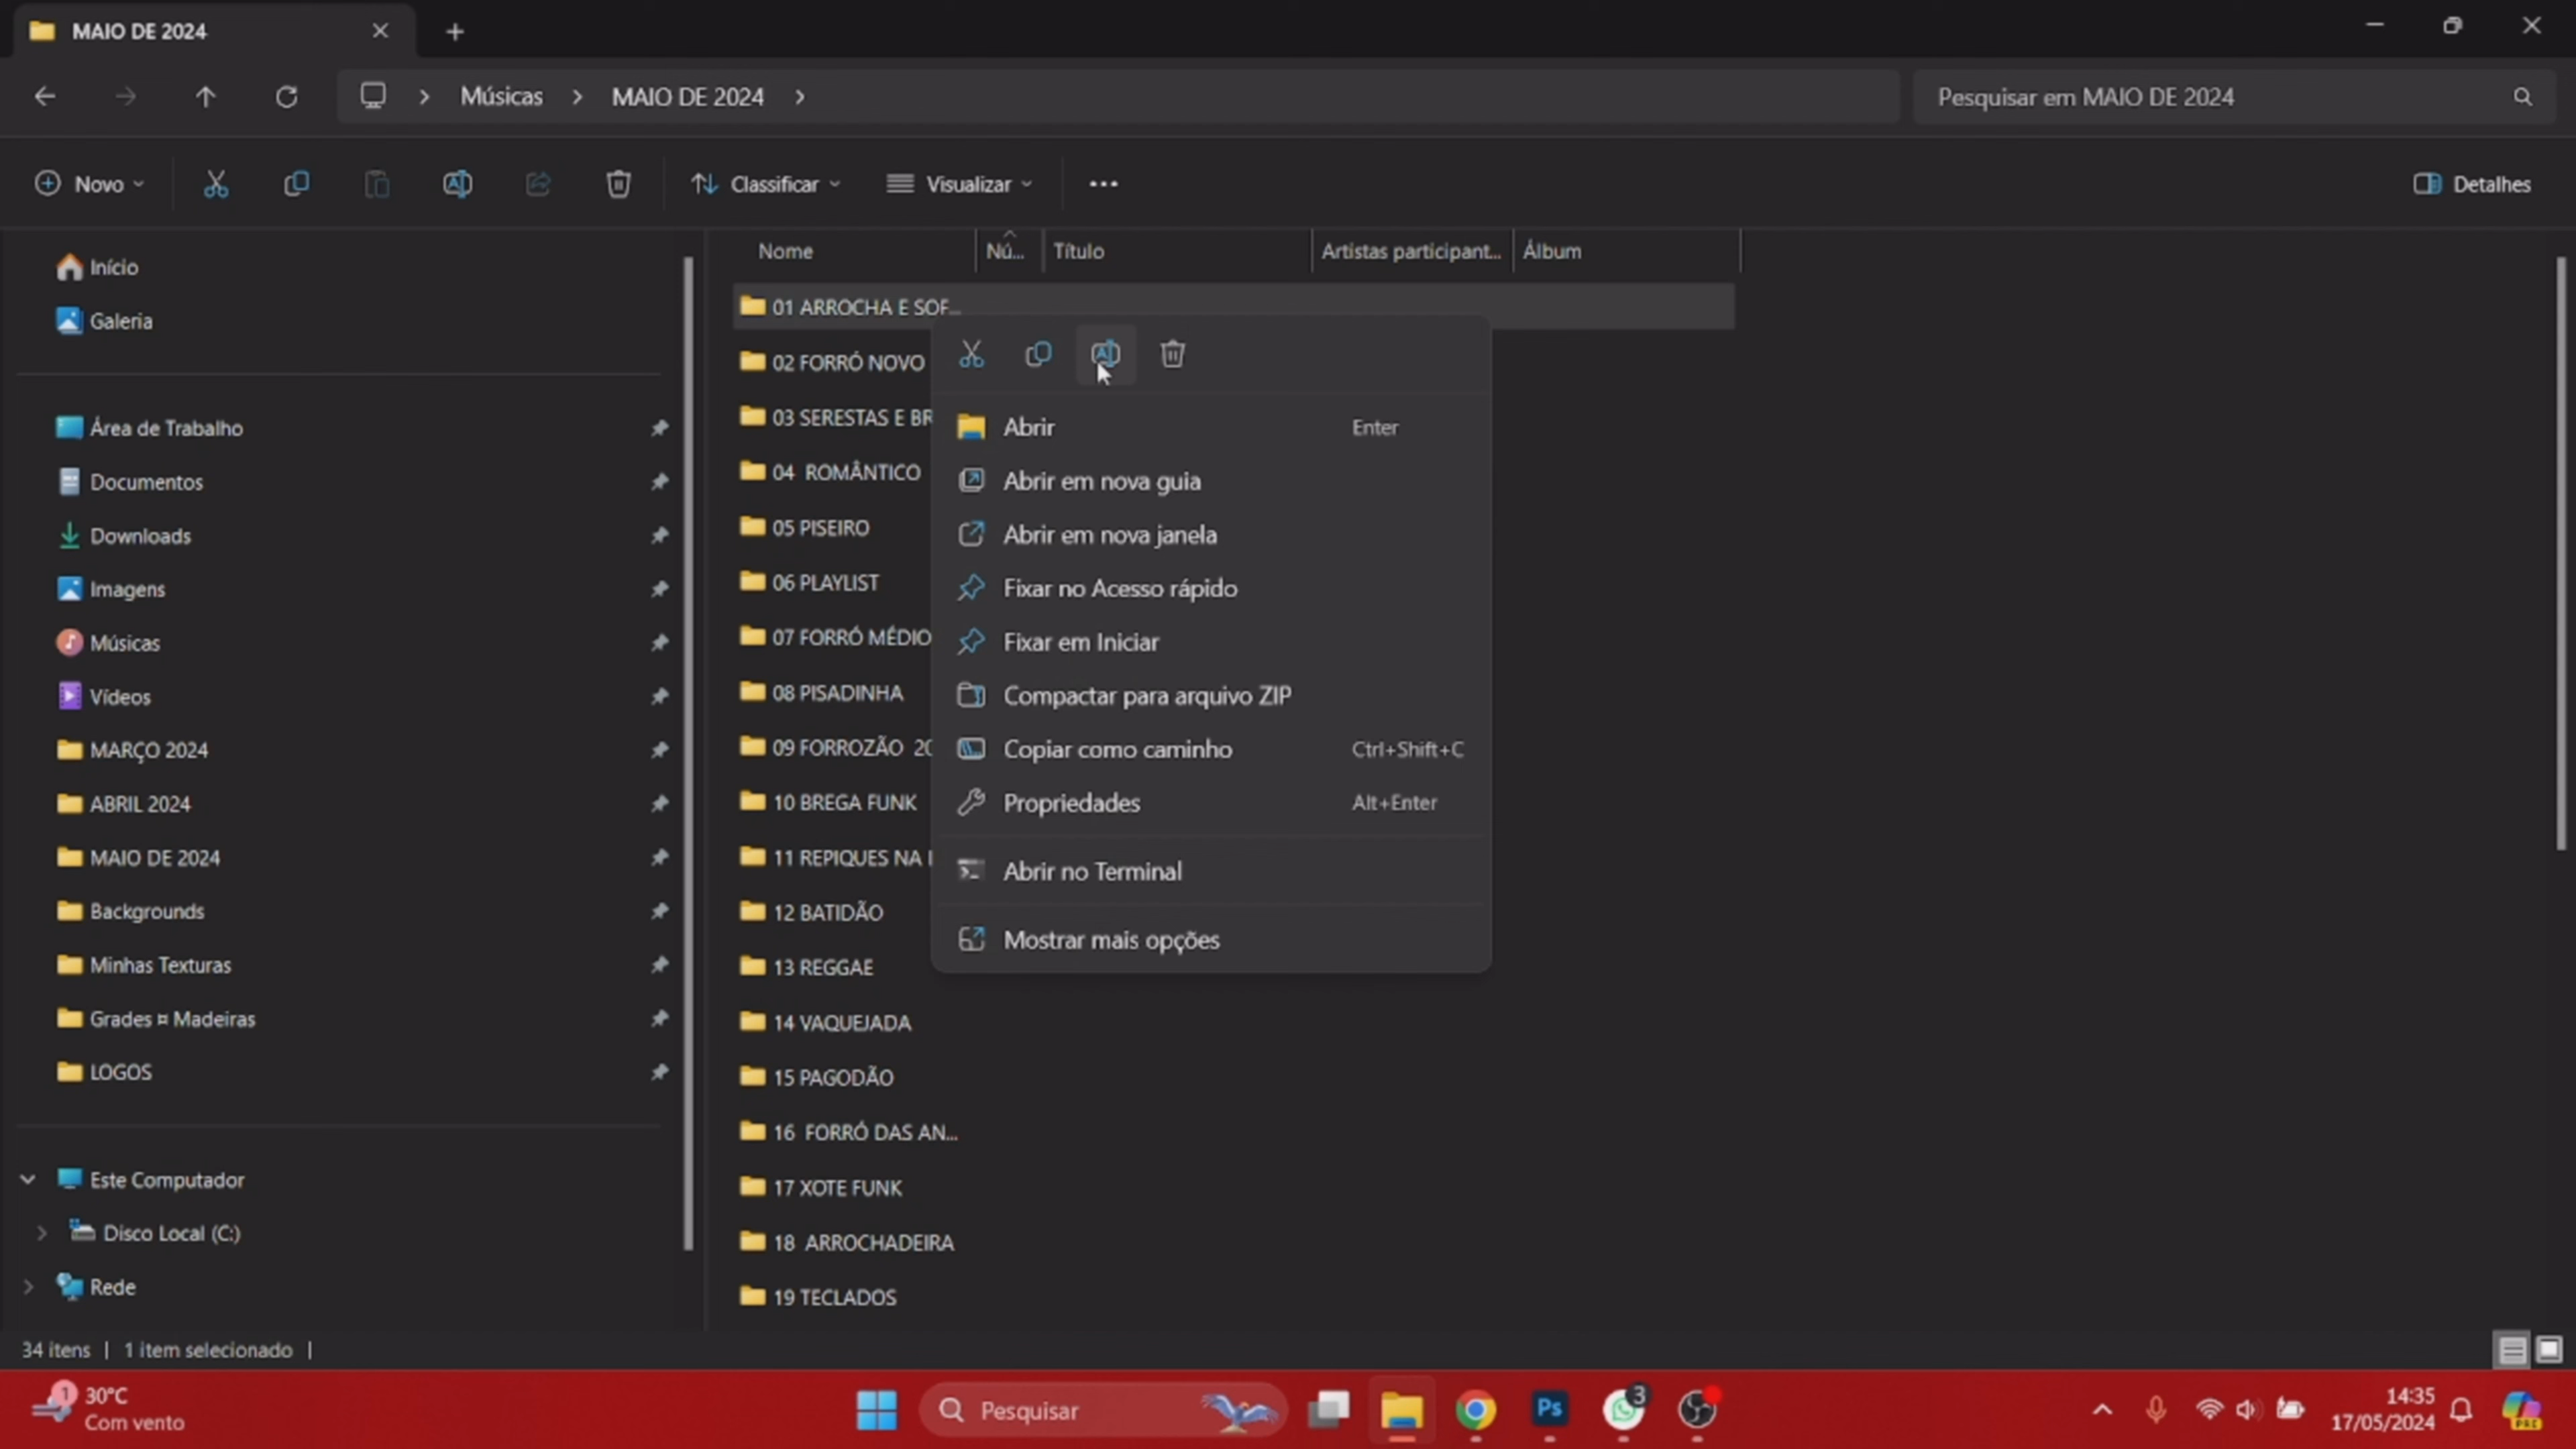 MAIO DE 2024
Músicas
MAIO DE 2024
Pesquisar em MAIO DE 2024
Novo
Classificar
Visualizar
Detalhes
Nome
Nú...
Título
Artistas participant...
Álbum
Início
Galeria
Área de Trabalho
Documentos
Downloads
Imagens
Músicas
Vídeos
MARÇO 2024
ABRIL 2024
MAIO DE 2024
Backgrounds
Minhas Texturas
Grades ¤ Madeiras
LOGOS
Este Computador
Disco Local (C:)
Rede
01 ARROCHA E SOF...
02 FORRÓ NOVO
03 SERESTAS E BR
04  ROMÂNTICO
05 PISEIRO
06 PLAYLIST
07 FORRÓ MÉDIO
08 PISADINHA
09 FORROZÃO  20
10 BREGA FUNK
11 REPIQUES NA
12 BATIDÃO
13 REGGAE
14 VAQUEJADA
15 PAGODÃO
16  FORRÓ DAS AN...
17 XOTE FUNK
18  ARROCHADEIRA
19 TECLADOS
Abrir Enter
Abrir em nova guia
Abrir em nova janela
Fixar no Acesso rápido
Fixar em Iniciar
Compactar para arquivo ZIP
Copiar como caminho Ctrl+Shift+C
Propriedades Alt+Enter
Abrir no Terminal
Mostrar mais opções
34 itens | 1 item selecionado |
1
30°C
Com vento
Pesquisar
Ps
3
14:35
17/05/2024
PRE